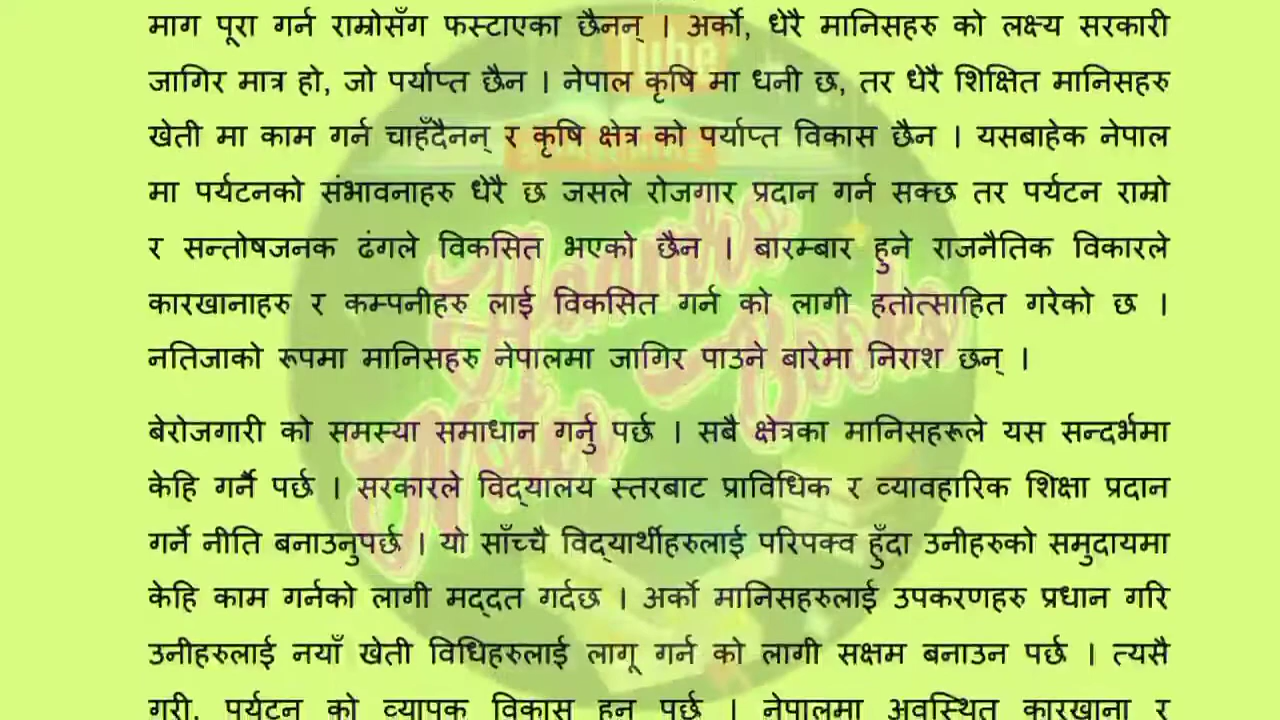 माग पूरा गर्न राम्रोसँग फस्टाएका छैनन् । अर्को, धेरै मानिसहरु को लक्ष्य सरकारी
जागिर मात्र हो, जो पर्याप्त छैन । नेपाल कृषि मा धनी छ, तर धेरै शिक्षित मानिसहरु
खेती मा काम गर्न चाहँदैनन् र कृषि क्षेत्र को पर्याप्त विकास छैन । यसबाहेक नेपाल
मा पर्यटनको संभावनाहरु धेरै छ जसले रोजगार प्रदान गर्न सक्छ तर पर्यटन राम्रो
र सन्तोषजनक ढंगले विकसित भएको छैन । बारम्बार हुने राजनैतिक विकारले
कारखानाहरु र कम्पनीहरु लाई विकसित गर्न को लागी हतोत्साहित गरेको छ ।
नतिजाको रूपमा मानिसहरु नेपालमा जागिर पाउने बारेमा निराश छन् ।
बेरोजगारी को समस्या समाधान गर्नु पर्छ । सबै क्षेत्रका मानिसहरूले यस सन्दर्भमा
केहि गर्नै पर्छ । सरकारले विद्यालय स्तरबाट प्राविधिक र व्यावहारिक शिक्षा प्रदान
गर्ने नीति बनाउनुपर्छ । यो साँच्चै विद्यार्थीहरुलाई परिपक्व हुँदा उनीहरुको समुदायमा
केहि काम गर्नको लागी मद्दत गर्दछ । अर्को मानिसहरुलाई उपकरणहरु प्रधान गरि
उनीहरुलाई नयाँ खेती विधिहरुलाई लागू गर्न को लागी सक्षम बनाउन पर्छ । त्यसै
गरी, पर्यटन को व्यापक विकास हुनु पर्छ । नेपालमा अवस्थित कारखाना र
Tube
Notes
Books